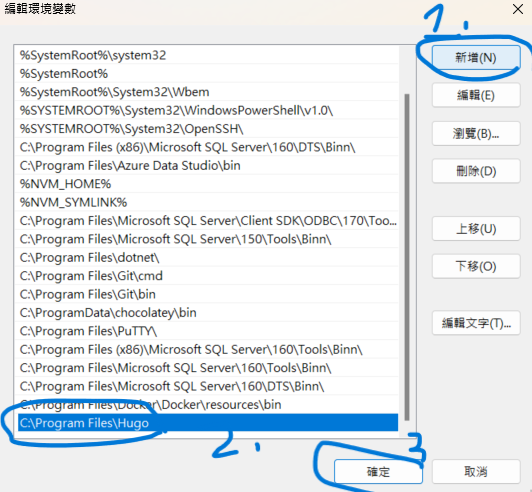 編輯環境變數
1.
%SystemRoot%\system32
%SystemRoot%
%SystemRoot%\System32\Wbem
%SYSTEMROOT%\System32\WindowsPowerShell\v1.0\
%SYSTEMROOT%\System32\OpenSSH\
C:\Program Files (x86)\Microsoft SQL Server\160\DTS\Binn\
C:\Program Files\Azure Data Studio\bin
%NVM_HOME%
%NVM_SYMLINK%
C:\Program Files\Microsoft SQL Server\Client SDK\ODBC\170\Too...
C:\Program Files\Microsoft SQL Server\150\Tools\Binn\
C:\Program Files\dotnet\
C:\Program Files\Git\cmd
C:\Program Files\Git\bin
C:\ProgramData\chocolatey\bin
C:\Program Files\PuTTY\
C:\Program Files (x86)\Microsoft SQL Server\160\Tools\Binn\
C:\Program Files\Microsoft SQL Server\160\Tools\Binn\
C:\Program Files\Microsoft SQL Server\160\DTS\Binn\
C:\Program Files\Docker\Docker\resources\bin
C:\Program Files\Hugo
2.
新增(N)
編輯(E)
瀏覽(B)...
刪除(D)
上移(U)
下移(O)
編輯文字(T)...
3
確定
取消